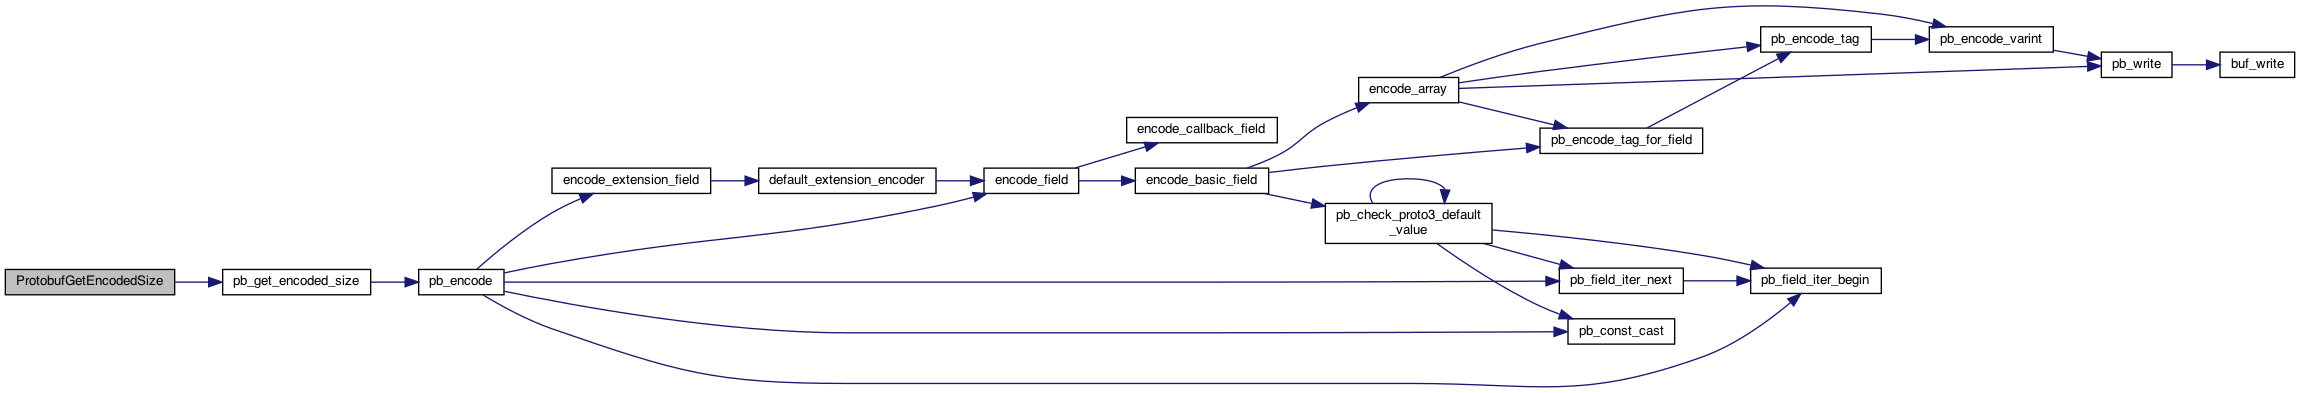 ProtobufGetEncodedSize
pb_get_encoded_size
pb_encode
encode_extension_field
default_extension_encoder
encode_field
encode_callback_field
encode_basic_field
encode_array
pb_check_proto3_default
_value
pb_encode_tag_for_field
pb_field_iter_next
pb_const_cast
pb_encode_tag
pb_field_iter_begin
pb_encode_varint
pb_write
buf_write